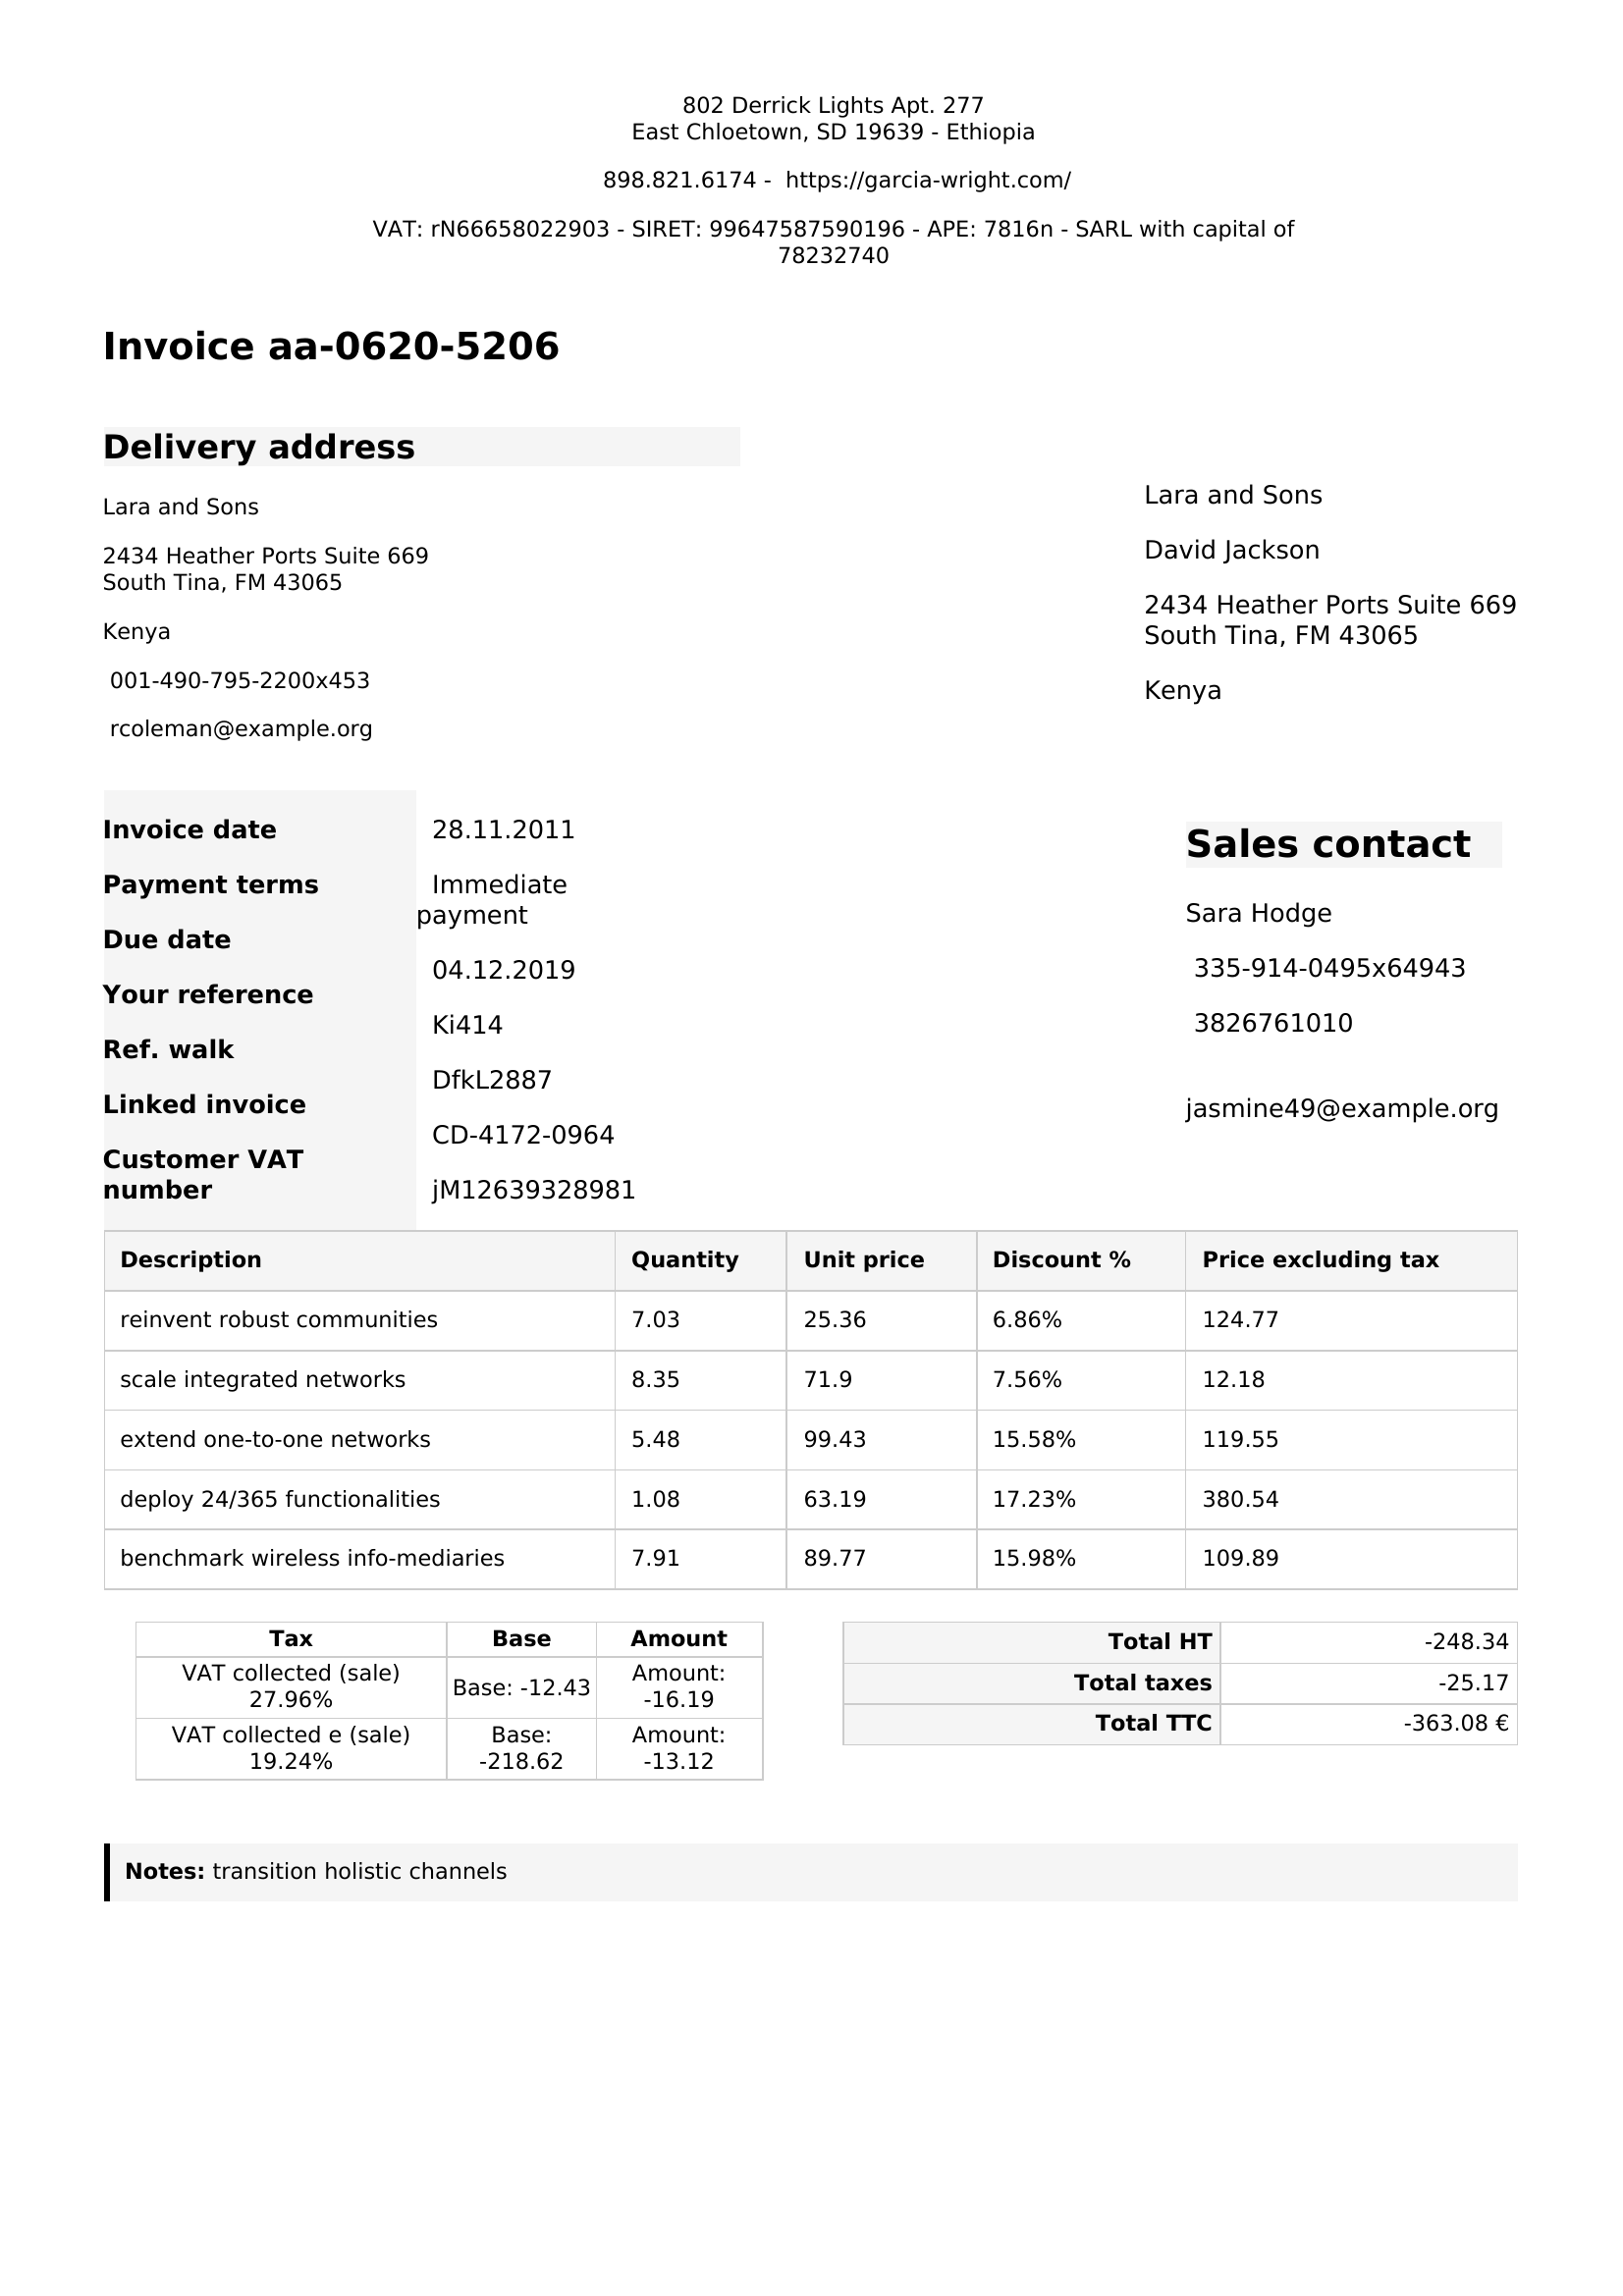 802 Derrick Lights Apt. 277
East Chloetown, SD 19639 - Ethiopia
898.821.6174 - https://garcia-wright.com/
VAT: rN66658022903 - SIRET: 99647587590196 - APE: 7816n - SARL with capital of
78232740
Invoice aa-0620-5206
Delivery address
Lara and Sons
2434 Heather Ports Suite 669
South Tina, FM 43065
Kenya
001-490-795-2200x453
rcoleman@example.org
Lara and Sons
David Jackson
2434 Heather Ports Suite 669
South Tina, FM 43065
Kenya
Invoice date
Payment terms
Due date
Your reference
Ref. walk
Linked invoice
Customer VAT
number
28.11.2011
Immediate
payment
04.12.2019
Ki414
DfkL2887
CD-4172-0964
jM12639328981
Sales contact
Sara Hodge
335-914-0495x64943
3826761010
jasmine49@example.org
Description Quantity Unit price Discount % Price excluding tax
reinvent robust communities 7.03 25.36 6.86% 124.77
scale integrated networks 8.35 71.9 7.56% 12.18
extend one-to-one networks 5.48 99.43 15.58% 119.55
deploy 24/365 functionalities 1.08 63.19 17.23% 380.54
benchmark wireless info-mediaries 7.91 89.77 15.98% 109.89
Tax Base Amount
VAT collected (sale)
27.96%
Base: -12.43
Amount:
-16.19
VAT collected e (sale)
19.24%
Base:
-218.62
Amount:
-13.12
Total HT -248.34
Total taxes -25.17
Total TTC -363.08 €
Notes: transition holistic channels